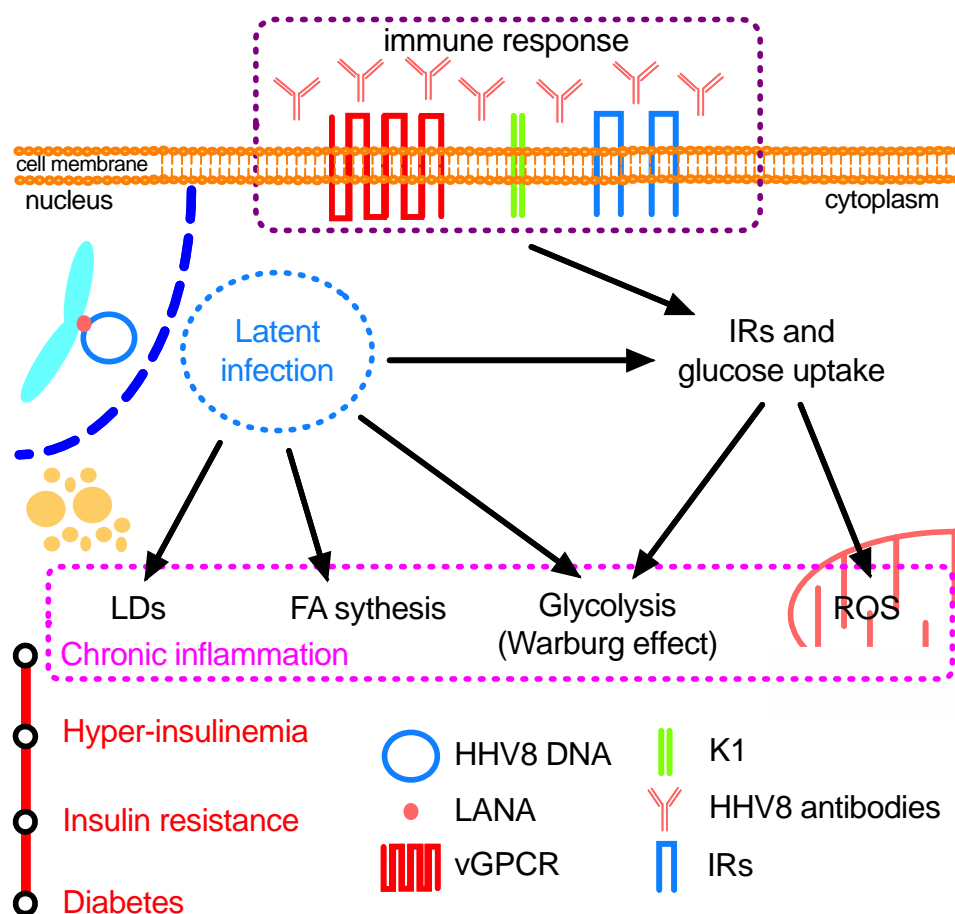 immune response
cell membrane
nucleus
cytoplasm
Latent
infection
IRs and
glucose uptake
LDs
FA sythesis
Glycolysis
(Warburg effect)
ROS
Chronic inflammation
Hyper-insulinemia
Insulin resistance
Diabetes
HHV8 DNA
LANA
vGPCR
K1
HHV8 antibodies
IRs